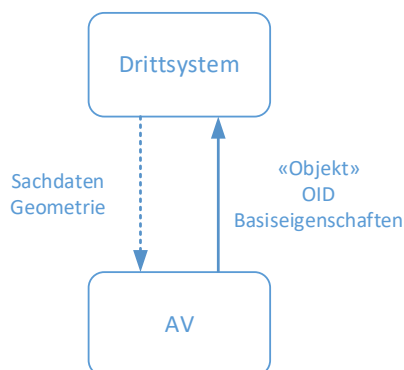 Drittsystem
Sachdaten
Geometrie
«Objekt»
OID
Basiseigenschaften
AV